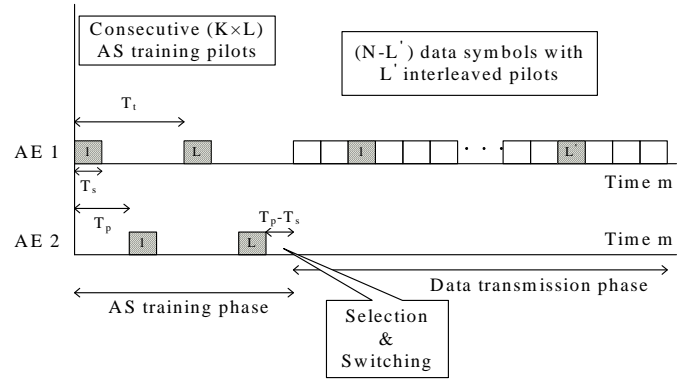 Consecutive (K×L)
AS training pilots
(N-L') data symbols with
L' interleaved pilots
T_t
AE 1
1
L
1
. . .
L'
T_s
Time m
T_p
T_p-T_s
AE 2
1
L
Time m
AS training phase
Data transmission phase
Selection
&
Switching